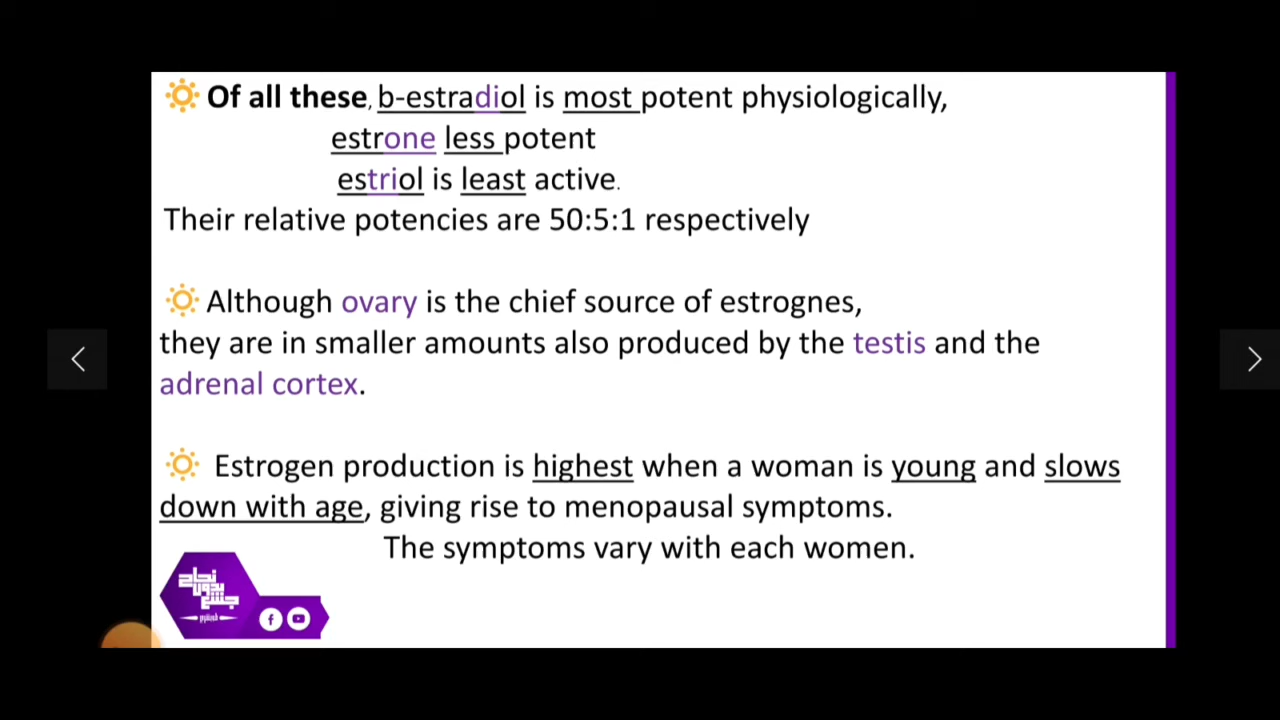 Of all these, b-estradiol is most potent physiologically,
estrone less potent
estriol is least active.
Their relative potencies are 50:5:1 respectively
Although ovary is the chief source of estrognes,
they are in smaller amounts also produced by the testis and the
adrenal cortex.
Estrogen production is highest when a woman is young and slows
down with age, giving rise to menopausal symptoms.
The symptoms vary with each women.
نجاح
بدون